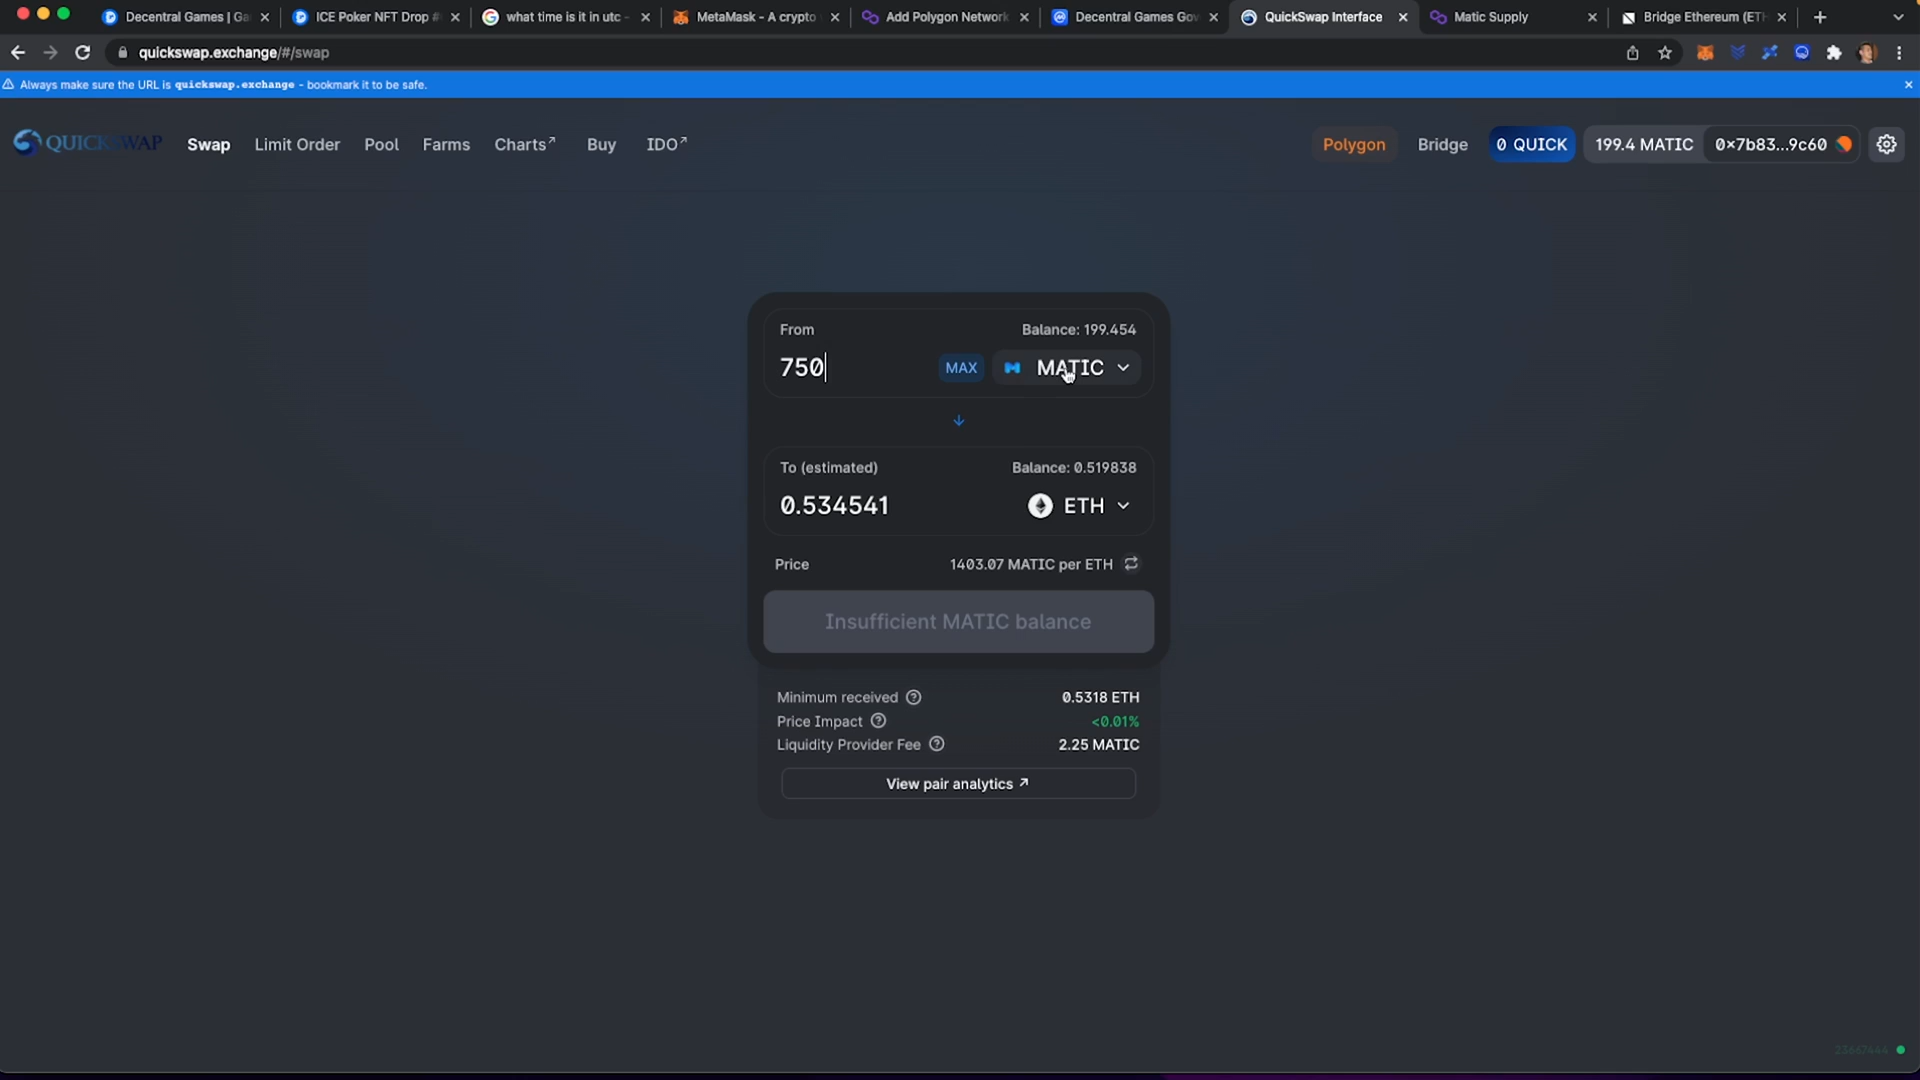 Decentral Games | Ga
ICE Poker NFT Drop #
what time is it in utc -
MetaMask - A crypto
Add Polygon Network
Decentral Games Gov
QuickSwap Interface
Matic Supply
Bridge Ethereum (ETH
quickswap.exchange/#/swap
Always make sure the URL is quickswap.exchange - bookmark it to be safe.
QUICKSWAP
Swap
Limit Order
Pool
Farms
Charts↗
Buy
IDO↗
Polygon
Bridge
0 QUICK
199.4 MATIC
0×7b83...9c60
From
Balance: 199.454
750
MAX
MATIC
To (estimated)
Balance: 0.519838
0.534541
ETH
Price
1403.07 MATIC per ETH
Insufficient MATIC balance
Minimum received ?
0.5318 ETH
Price Impact ?
<0.01%
Liquidity Provider Fee ?
2.25 MATIC
View pair analytics ↗
23667444